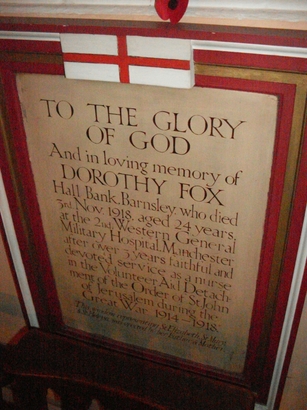 TO THE GLORY
OF GOD
And in loving memory of
DOROTHY FOX
Hall Bank, Barnsley, who died
3rd Nov. 1918, aged 24 years,
at the 2nd Western General
Military Hospital, Manchester
after over 3 years faithful and
devoted service as a nurse
in the Volunteer Aid Detach-
ment of the Order of St John
of Jerusalem during the
Great War 1914-1918.